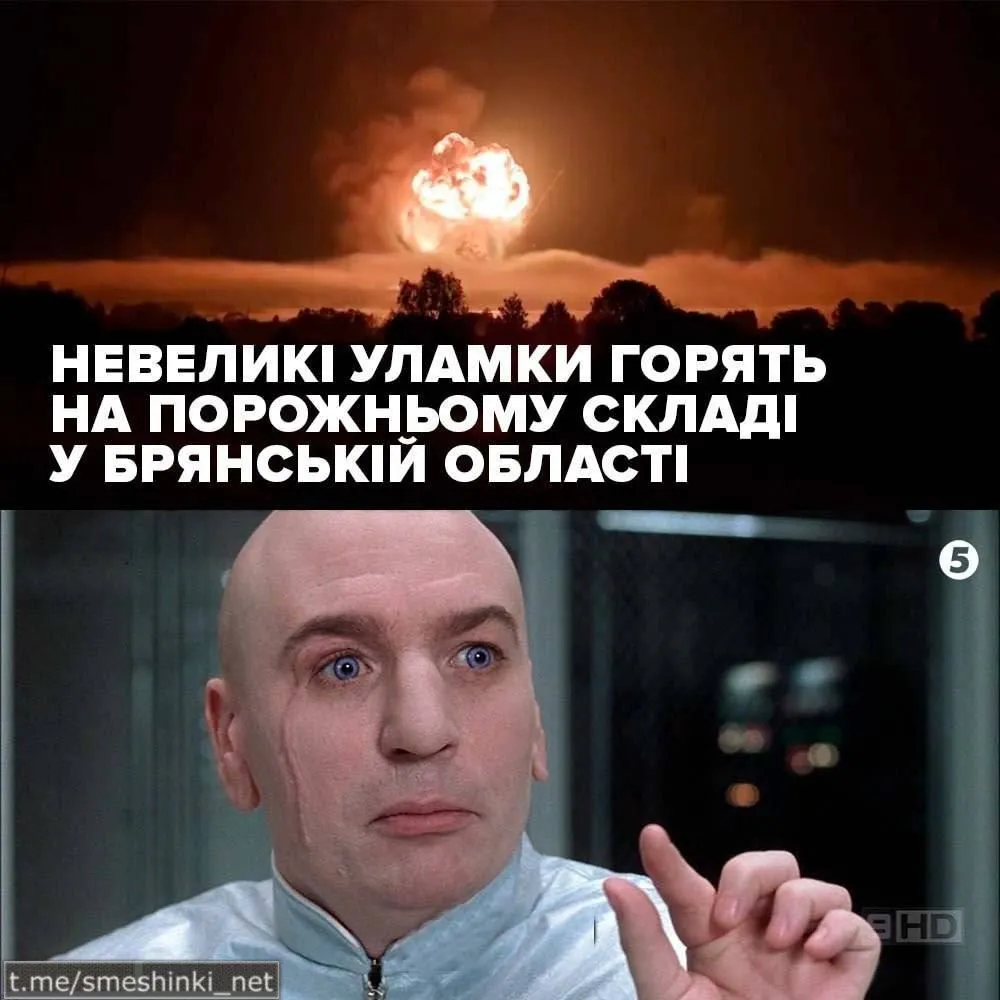 НЕВЕЛИКІ УЛАМКИ ГОРЯТЬ
НА ПОРОЖНЬОМУ СКЛАДІ
У БРЯНСЬКІЙ ОБЛАСТІ
5
HD
t.me/smeshinki_net